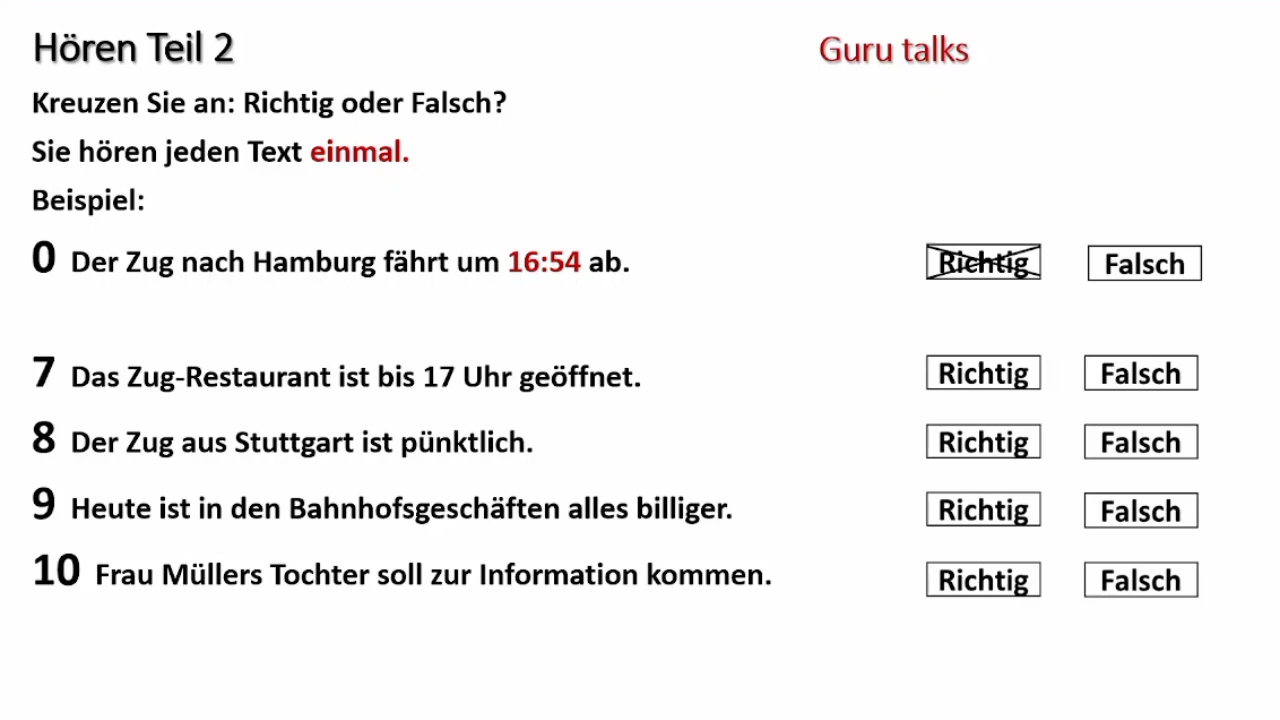 Hören Teil 2
Guru talks
Kreuzen Sie an: Richtig oder Falsch?
Sie hören jeden Text einmal.
Beispiel:
0 Der Zug nach Hamburg fährt um 16:54 ab. Richtig Falsch
7 Das Zug-Restaurant ist bis 17 Uhr geöffnet. Richtig Falsch
8 Der Zug aus Stuttgart ist pünktlich. Richtig Falsch
9 Heute ist in den Bahnhofsgeschäften alles billiger. Richtig Falsch
10 Frau Müllers Tochter soll zur Information kommen. Richtig Falsch